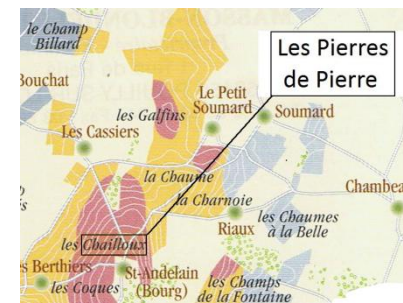 le Champ
Billard
Les Pierres
de Pierre
Bouchat
les Galfins
Le Petit
Soumard
Soumard
Les Cassiers
la Chaume
Chambea
la Charnoie
les Chaumes
à la Belle
Riaux
les Chailloux
s Berthiers
St-Andelain
(Bourg)
les Coques
les Champs
de la Fontaine